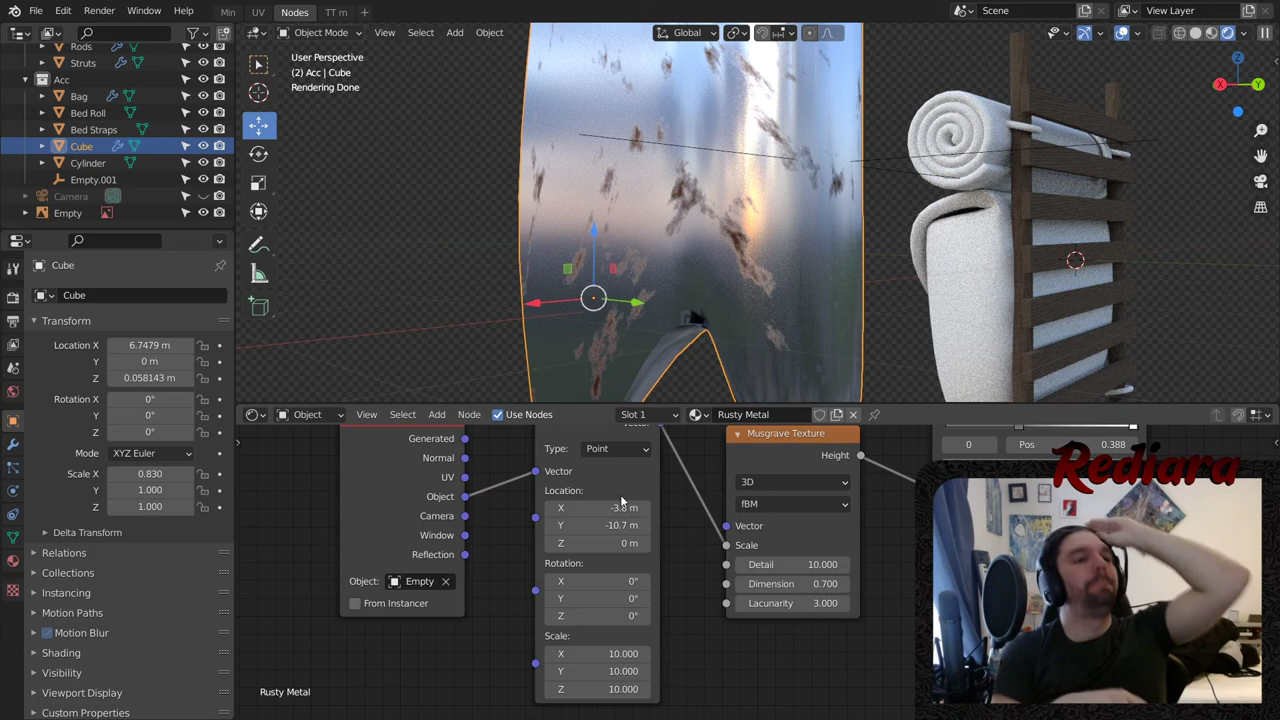 File Edit Render Window Help Min UV Nodes TT m + Scene View Layer
Object Mode View Select Add Object Global
Rods
Struts
Acc
Bag
Bed Roll
Bed Straps
Cube
Cylinder
Empty.001
Camera
Empty
User Perspective
(2) Acc | Cube
Rendering Done
Z
X
Y
Cube
Cube
Transform
Location X 6.7479 m
Y 0 m
Z 0.058143 m
Rotation X 0°
Y 0°
Z 0°
Mode XYZ Euler
Scale X 0.830
Y 1.000
Z 1.000
Delta Transform
Relations
Collections
Instancing
Motion Paths
Motion Blur
Shading
Visibility
Viewport Display
Custom Properties
Object View Select Add Node Use Nodes Slot 1 Rusty Metal
Generated
Normal
UV
Object
Camera
Window
Reflection
Object: Empty
From Instancer
Type: Point
Vector
Location:
X -3.8 m
Y -10.7 m
Z 0 m
Rotation:
X 0°
Y 0°
Z 0°
Scale:
X 10.000
Y 10.000
Z 10.000
Musgrave Texture
Height
3D
fBM
Vector
Scale
Detail 10.000
Dimension 0.700
Lacunarity 3.000
0 Pos 0.388
Rediara
Rusty Metal